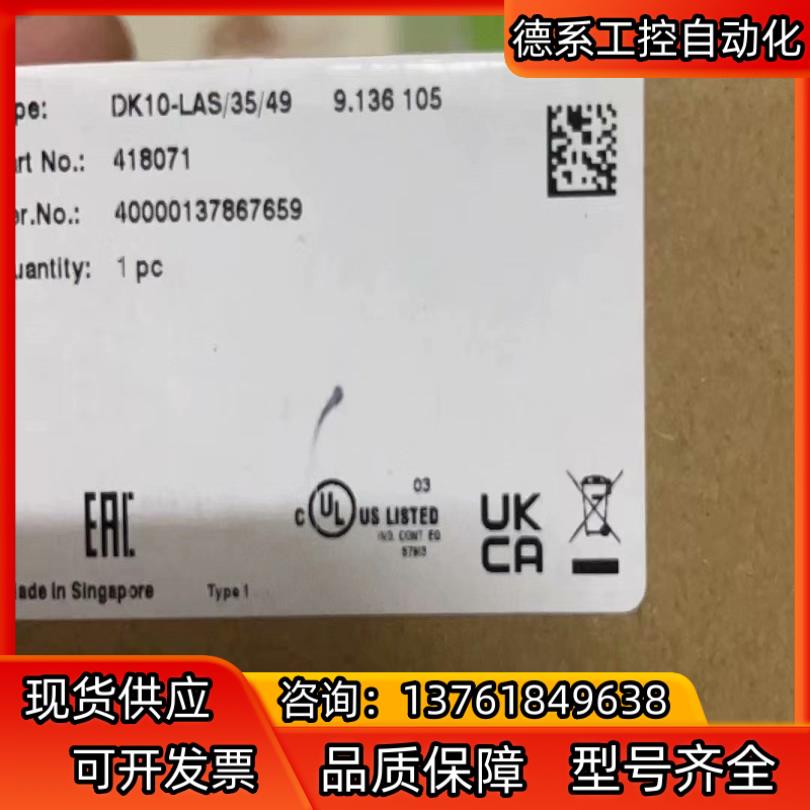 德系工控自动化
pe: DK10-LAS/35/49 9.136 105
rt No.: 418071
er.No.: 40000137867659
uantity: 1 pc
EAC
03
C UL US LISTED
IND. CONT EQ
UK
CA
ade in Singapore Type 1
现货供应
咨询：13761849638
可开发票 品质保障 型号齐全